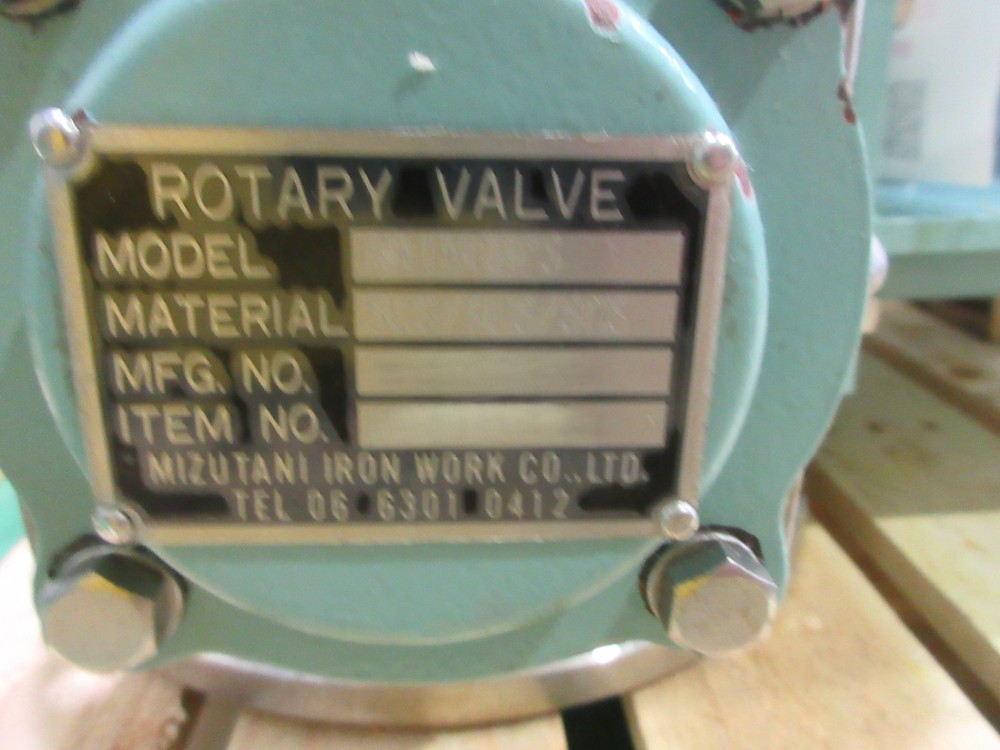 ROTARY VALVE
MODEL
MATERIAL
MFG. NO.
ITEM NO.
MIZUTANI IRON WORK CO.,LTD.
TEL 06 6301 0412